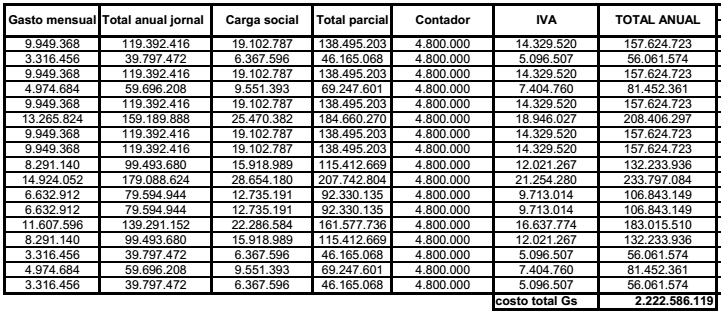 Gasto mensual Total anual jornal Carga social Total parcial Contador IVA TOTAL ANUAL
9.949.368 119.392.416 19.102.787 138.495.203 4.800.000 14.329.520 157.624.723
3.316.456 39.797.472 6.367.596 46.165.068 4.800.000 5.096.507 56.061.574
9.949.368 119.392.416 19.102.787 138.495.203 4.800.000 14.329.520 157.624.723
4.974.684 59.696.208 9.551.393 69.247.601 4.800.000 7.404.760 81.452.361
9.949.368 119.392.416 19.102.787 138.495.203 4.800.000 14.329.520 157.624.723
13.265.824 159.189.888 25.470.382 184.660.270 4.800.000 18.946.027 208.406.297
9.949.368 119.392.416 19.102.787 138.495.203 4.800.000 14.329.520 157.624.723
9.949.368 119.392.416 19.102.787 138.495.203 4.800.000 14.329.520 157.624.723
8.291.140 99.493.680 15.918.989 115.412.669 4.800.000 12.021.267 132.233.936
14.924.052 179.088.624 28.654.180 207.742.804 4.800.000 21.254.280 233.797.084
6.632.912 79.594.944 12.735.191 92.330.135 4.800.000 9.713.014 106.843.149
6.632.912 79.594.944 12.735.191 92.330.135 4.800.000 9.713.014 106.843.149
11.607.596 139.291.152 22.286.584 161.577.736 4.800.000 16.637.774 183.015.510
8.291.140 99.493.680 15.918.989 115.412.669 4.800.000 12.021.267 132.233.936
3.316.456 39.797.472 6.367.596 46.165.068 4.800.000 5.096.507 56.061.574
4.974.684 59.696.208 9.551.393 69.247.601 4.800.000 7.404.760 81.452.361
3.316.456 39.797.472 6.367.596 46.165.068 4.800.000 5.096.507 56.061.574
costo total Gs 2.222.586.119